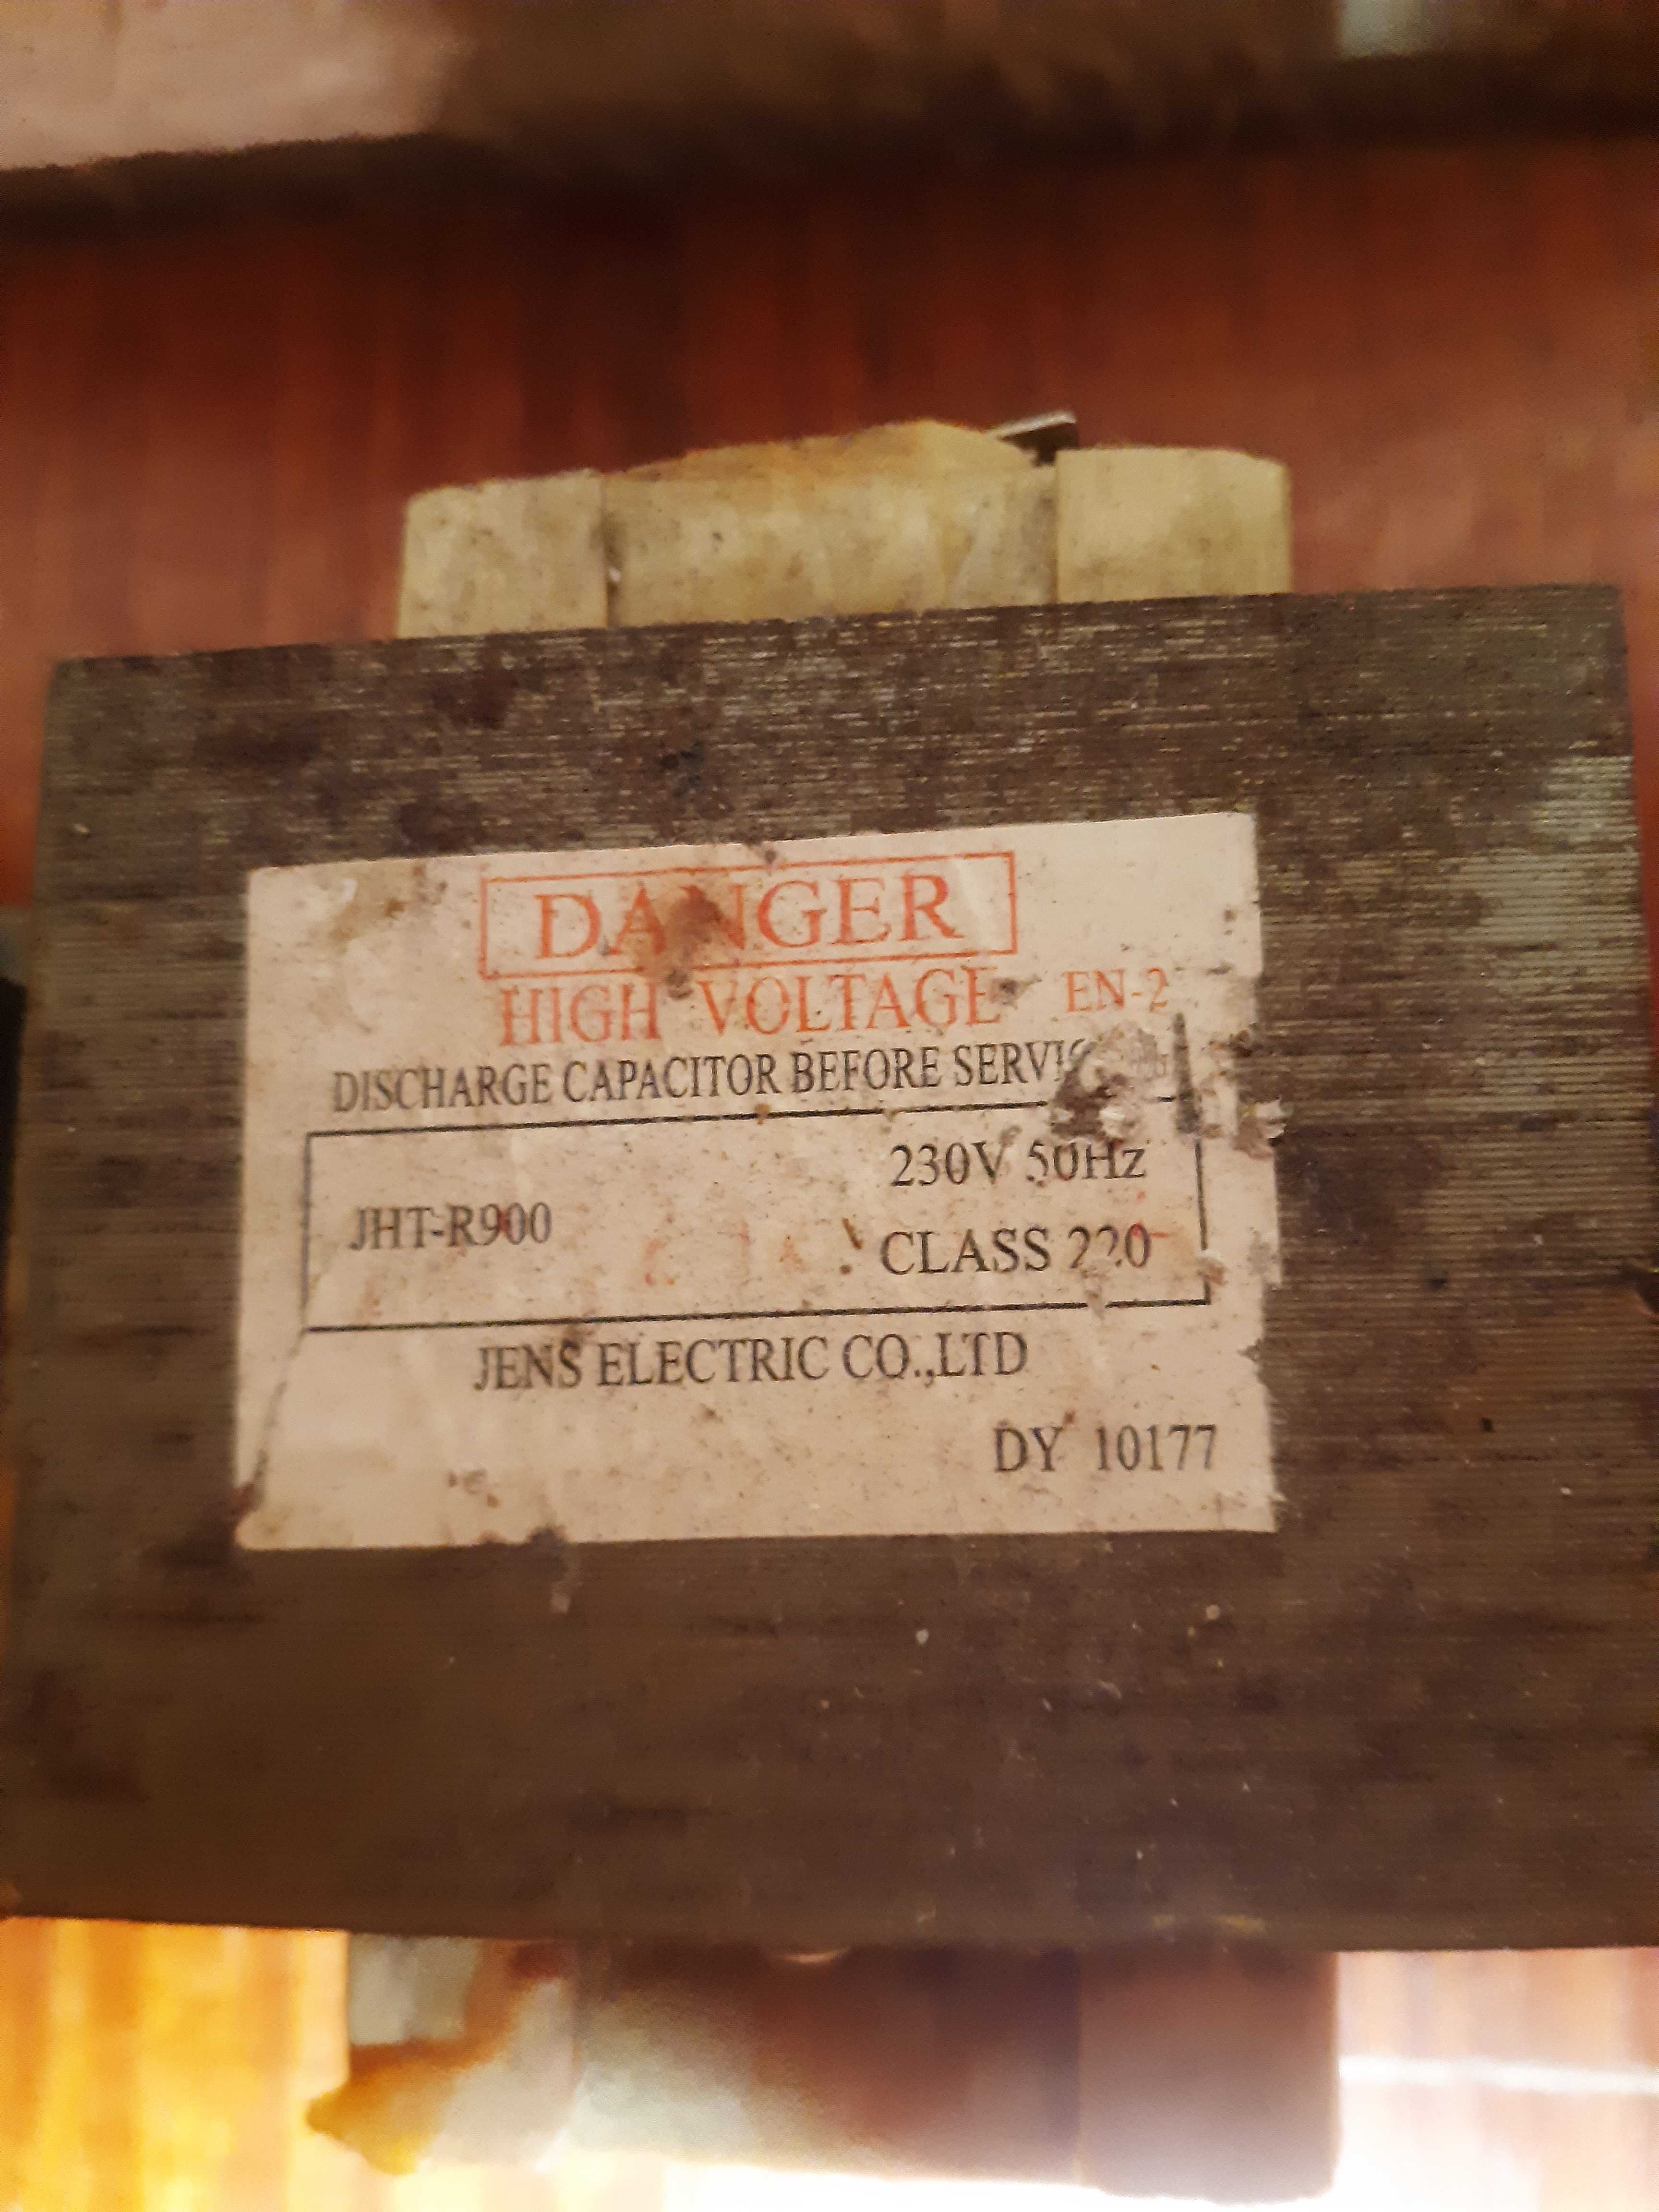 DANGER
HIGH VOLTAGE EN-2
DISCHARGE CAPACITOR BEFORE
230V 50Hz
JHT-R900
CLASS 220
JENS ELECTRIC CO.,LTD
DY 10177